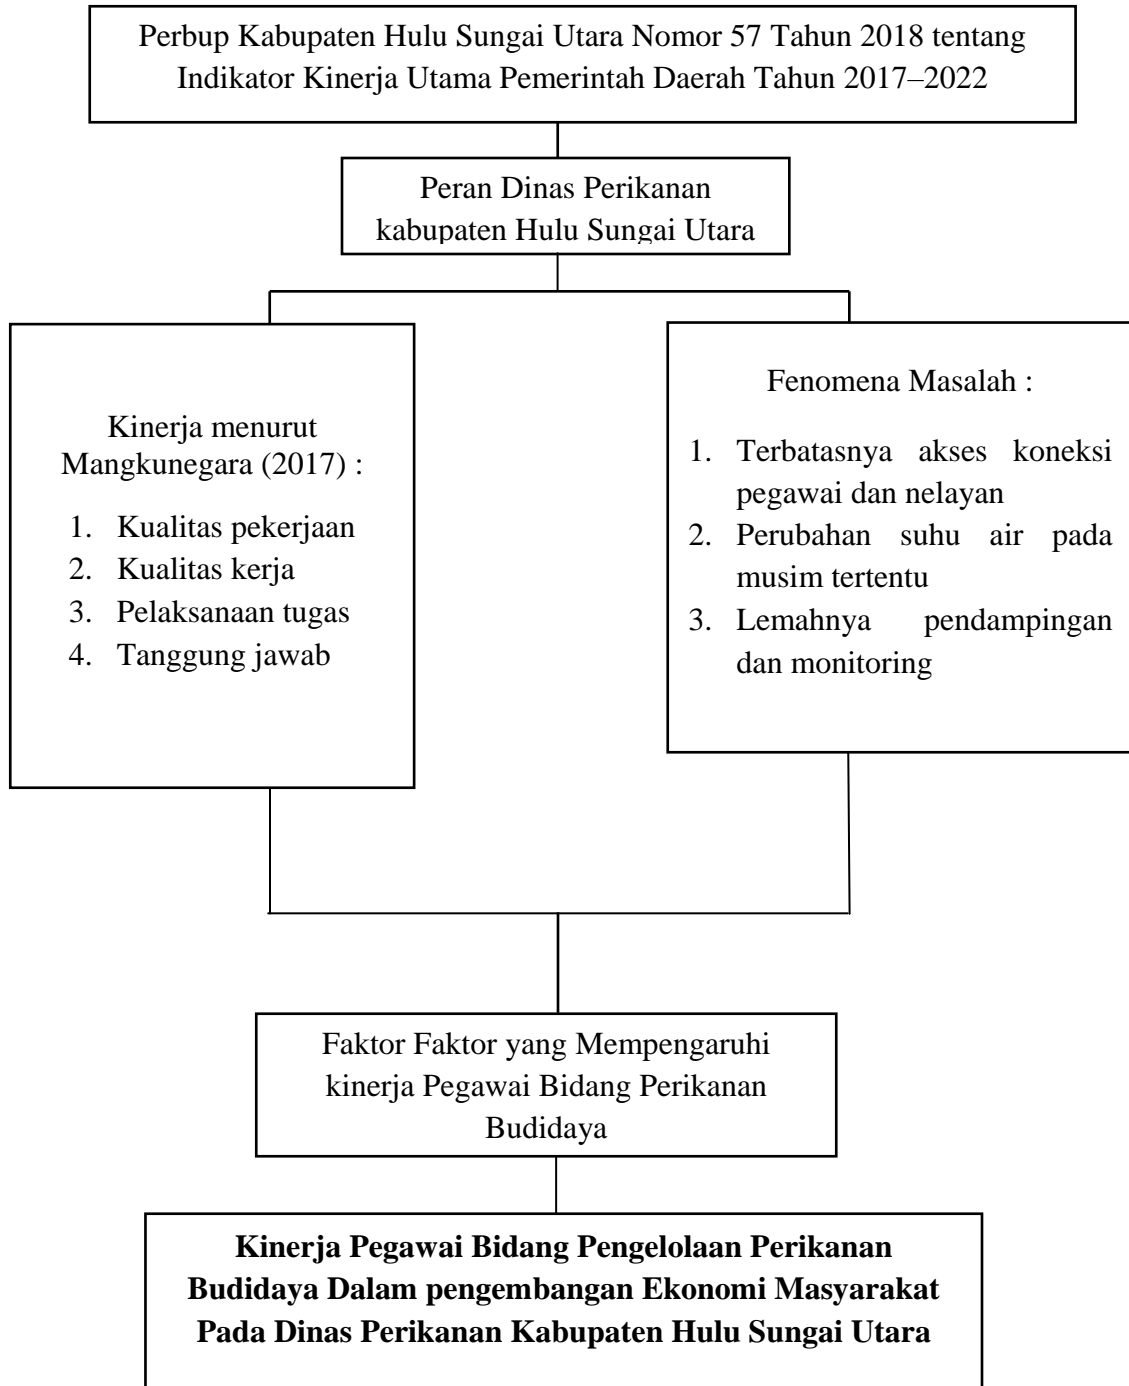 Perbup Kabupaten Hulu Sungai Utara Nomor 57 Tahun 2018 tentang
Indikator Kinerja Utama Pemerintah Daerah Tahun 2017–2022
Peran Dinas Perikanan
kabupaten Hulu Sungai Utara
Kinerja menurut
Mangkunegara (2017) :
1. Kualitas pekerjaan
2. Kualitas kerja
3. Pelaksanaan tugas
4. Tanggung jawab
Fenomena Masalah :
1. Terbatasnya akses koneksi
pegawai dan nelayan
2. Perubahan suhu air pada
musim tertentu
3. Lemahnya pendampingan
dan monitoring
Faktor Faktor yang Mempengaruhi
kinerja Pegawai Bidang Perikanan
Budidaya
Kinerja Pegawai Bidang Pengelolaan Perikanan
Budidaya Dalam pengembangan Ekonomi Masyarakat
Pada Dinas Perikanan Kabupaten Hulu Sungai Utara